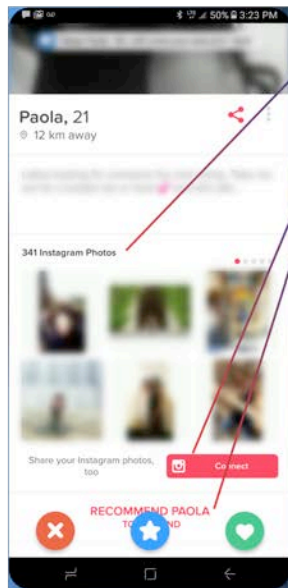 50% 3:23 PM
Paola, 21
12 km away
341 Instagram Photos
Share your Instagram photos,
too
Connect
RECOMMEND PAOLA